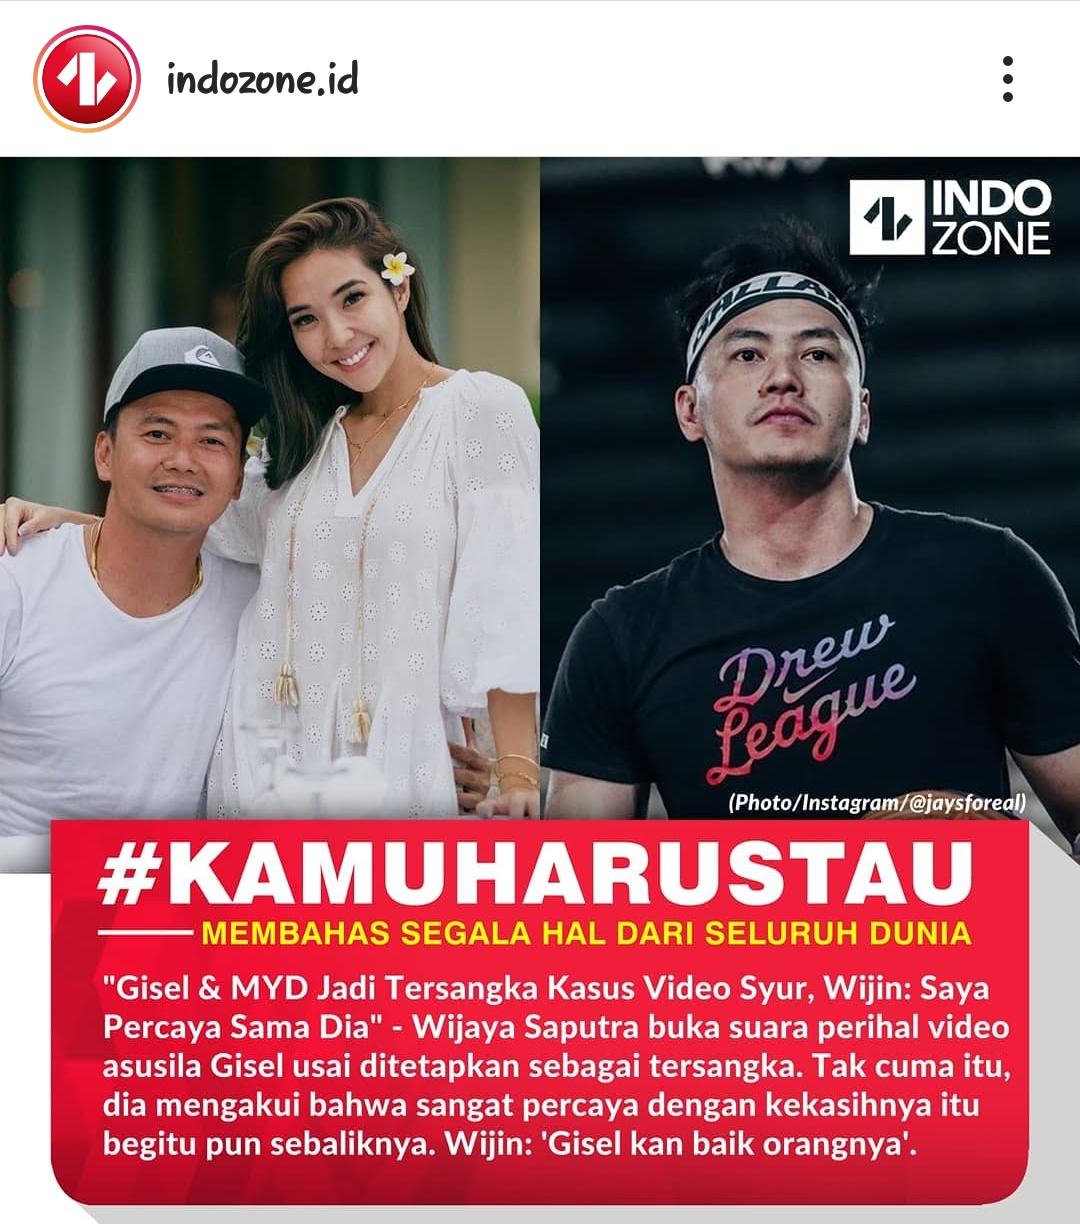 indozone.id
INDO
ZONE
ALLA
Drew
League
(Photo/Instagram/@jaysforeal)
#KAMUHARUSTAU
MEMBAHAS SEGALA HAL DARI SELURUH DUNIA
"Gisel & MYD Jadi Tersangka Kasus Video Syur, Wijin: Saya
Percaya Sama Dia" - Wijaya Saputra buka suara perihal video
asusila Gisel usai ditetapkan sebagai tersangka. Tak cuma itu,
dia mengakui bahwa sangat percaya dengan kekasihnya itu
begitu pun sebaliknya. Wijin: 'Gisel kan baik orangnya'.